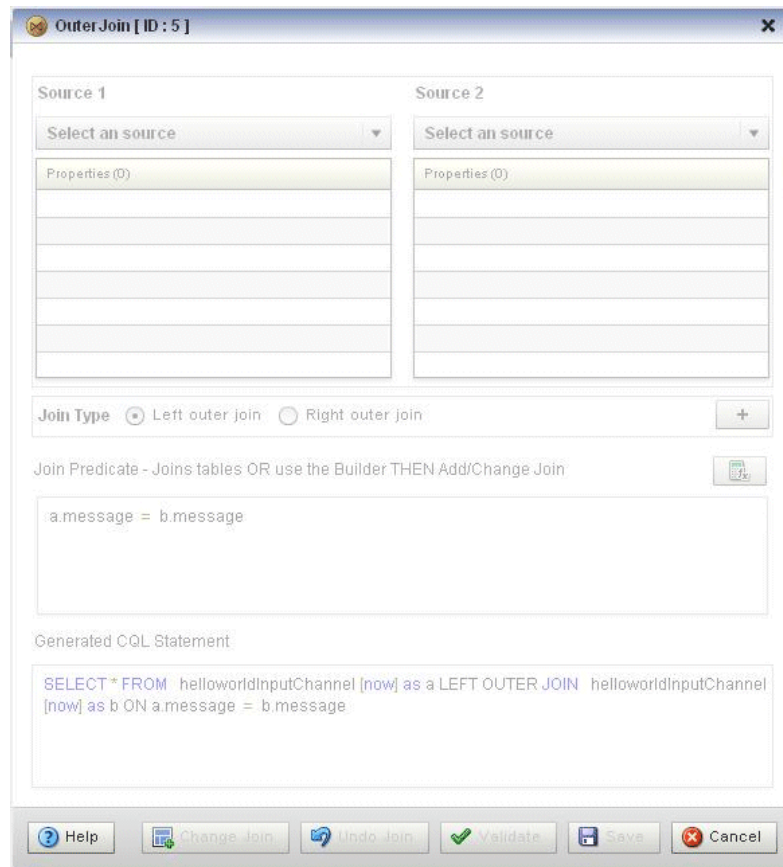 OuterJoin [ ID : 5 ]
Source 1
Source 2
Select an source
Select an source
Properties (0)
Properties (0)
Join Type Left outer join Right outer join +
Join Predicate - Joins tables OR use the Builder THEN Add/Change Join
a.message = b.message
Generated CQL Statement
SELECT * FROM helloworldInputChannel [now] as a LEFT OUTER JOIN helloworldInputChannel
[now] as b ON a.message = b.message
Help Change Join Undo Join Validate Save Cancel